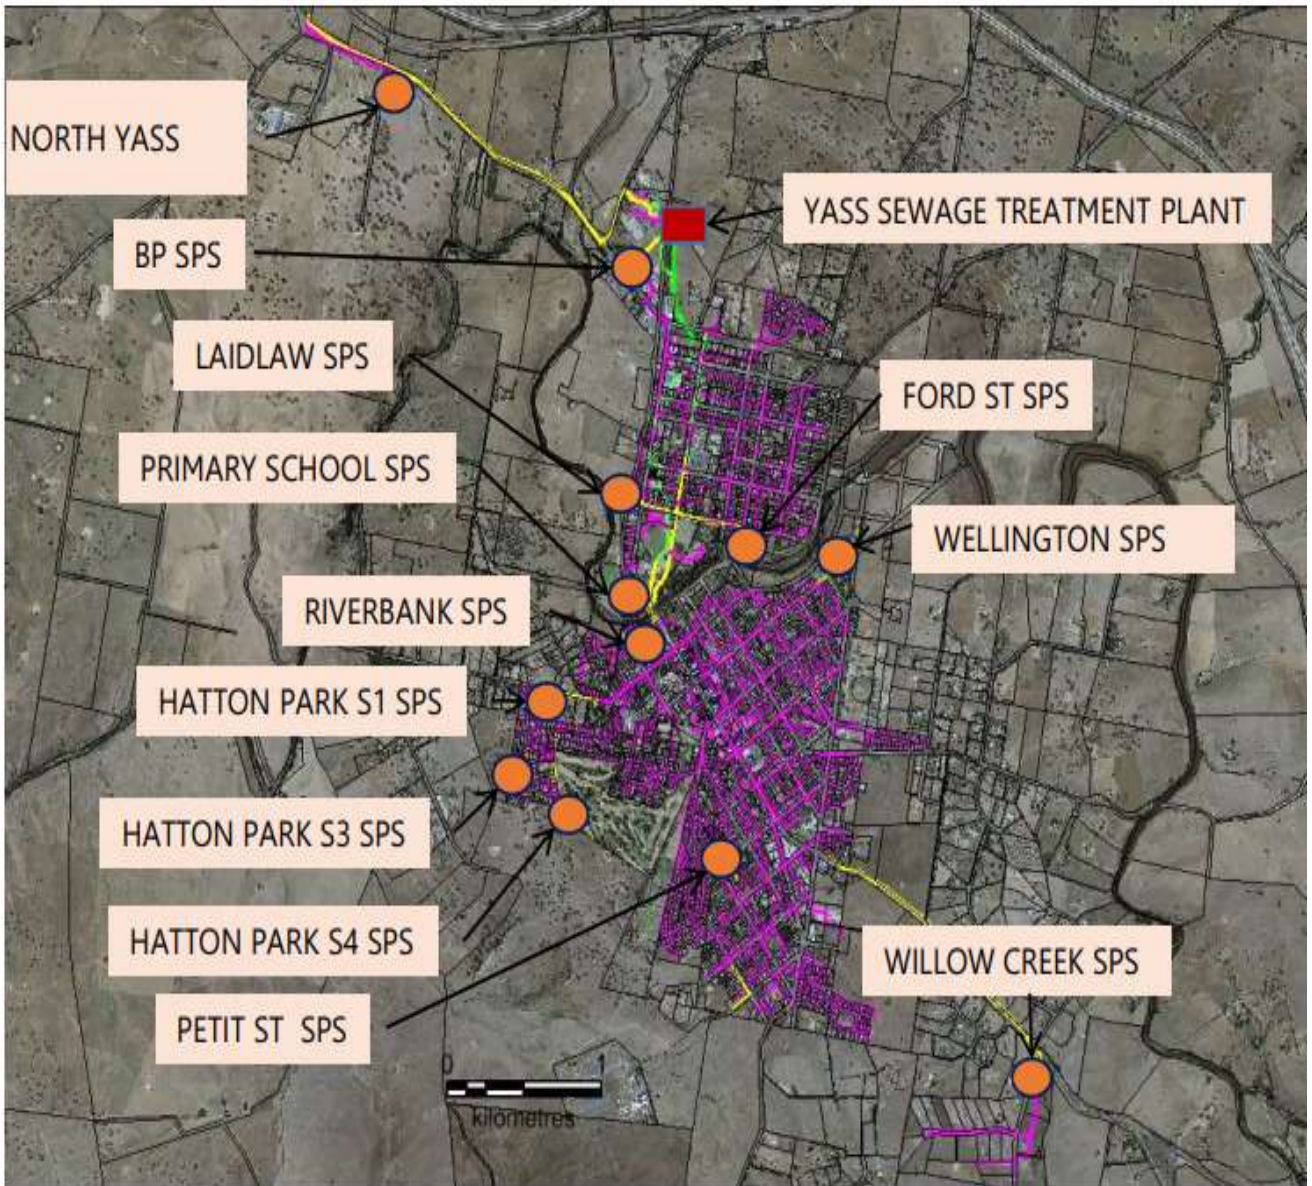 NORTH YASS
YASS SEWAGE TREATMENT PLANT
BP SPS
LAIDLAW SPS
FORD ST SPS
PRIMARY SCHOOL SPS
WELLINGTON SPS
RIVERBANK SPS
HATTON PARK S1 SPS
HATTON PARK S3 SPS
HATTON PARK S4 SPS
WILLOW CREEK SPS
PETIT ST SPS
0
kilometres